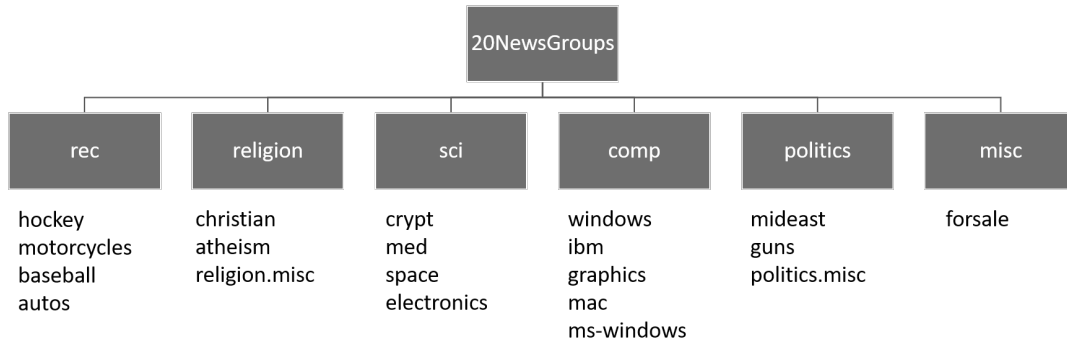 20NewsGroups
rec
religion
sci
comp
politics
misc
hockey
motorcycles
baseball
autos
christian
atheism
religion.misc
crypt
med
space
electronics
windows
ibm
graphics
mac
ms-windows
mideast
guns
politics.misc
forsale